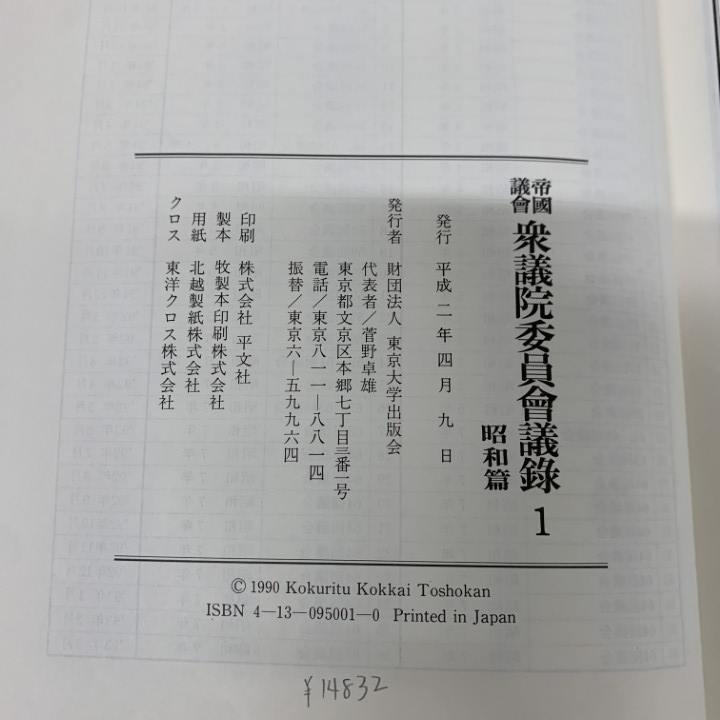 帝國
議會
衆議院委員會議錄 1
昭和篇
発行 平成二年四月九日
発行者 財団法人 東京大学出版会
代表者／菅野卓雄
東京都文京区本郷七丁目三番一号
電話／東京八一一―八八一四
振替／東京六―五九九六四
印刷 株式会社 平文社
製本 牧製本印刷株式会社
用紙 北越製紙株式会社
クロス 東洋クロス株式会社
© 1990 Kokuritu Kokkai Toshokan
ISBN 4―13―095001―0 Printed in Japan
¥14832